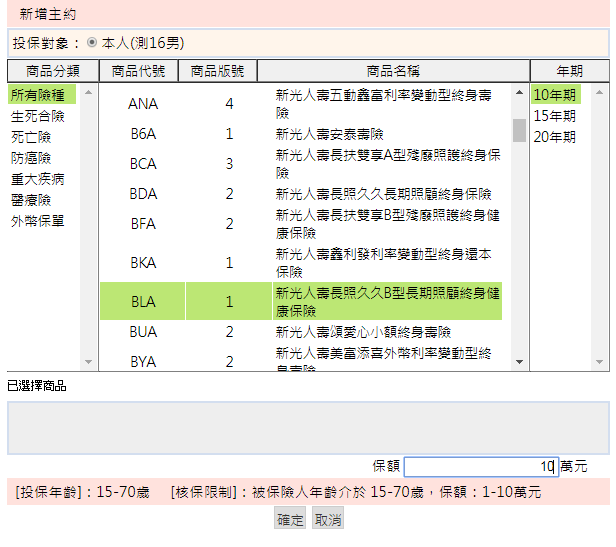 新增主約
投保對象： 本人(測16男)
商品分類 商品代號 商品版號 商品名稱 年期
所有險種
生死合險
死亡險
防癌險
重大疾病
醫療險
外幣保單
ANA 4 新光人壽五動鑫富利率變動型終身壽
險
B6A 1 新光人壽安泰壽險
BCA 3 新光人壽長扶雙享A型殘廢照護終身保
險
BDA 2 新光人壽長照久久長期照顧終身保險
BFA 2 新光人壽長扶雙享B型殘廢照護終身健
康保險
BKA 1 新光人壽鑫利發利率變動型終身還本
保險
BLA 1 新光人壽長照久久B型長期照顧終身健
康保險
BUA 2 新光人壽頌愛心小額終身壽險
BYA 2 新光人壽美富添喜外幣利率變動型終
身壽險
10年期
15年期
20年期
已選擇商品
保額 10 萬元
[投保年齡]：15-70歲 [核保限制]：被保險人年齡介於 15-70歲，保額：1-10萬元
確定 取消